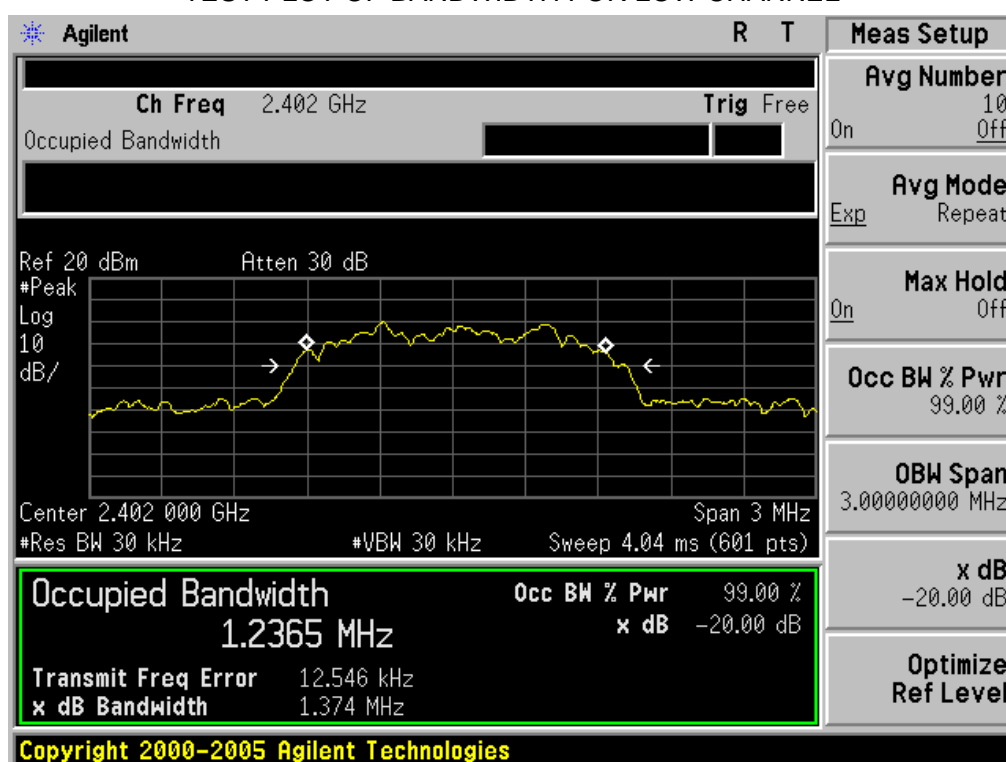 Agilent R T
Ch Freq 2.402 GHz Trig Free
Occupied Bandwidth
Ref 20 dBm Atten 30 dB
#Peak
Log
10
dB/
Center 2.402 000 GHz Span 3 MHz
#Res BW 30 kHz #VBW 30 kHz Sweep 4.04 ms (601 pts)
Occupied Bandwidth Occ BW % Pwr 99.00 %
1.2365 MHz x dB -20.00 dB
Transmit Freq Error 12.546 kHz
x dB Bandwidth 1.374 MHz
Copyright 2000-2005 Agilent Technologies
Meas Setup
Avg Number
10
On Off
Avg Mode
Exp Repeat
Max Hold
On Off
Occ BW % Pwr
99.00 %
OBW Span
3.00000000 MHz
x dB
-20.00 dB
Optimize
Ref Level